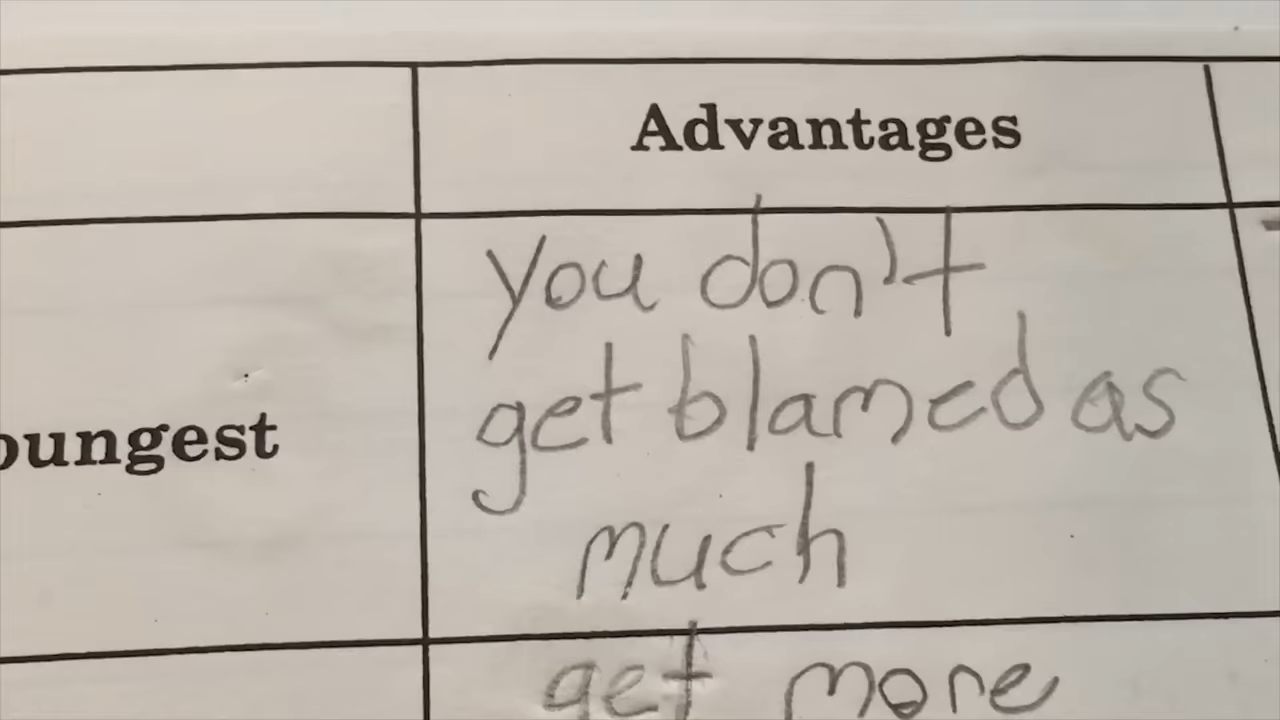 Advantages
oungest
you don't
get blamed as
much
get more